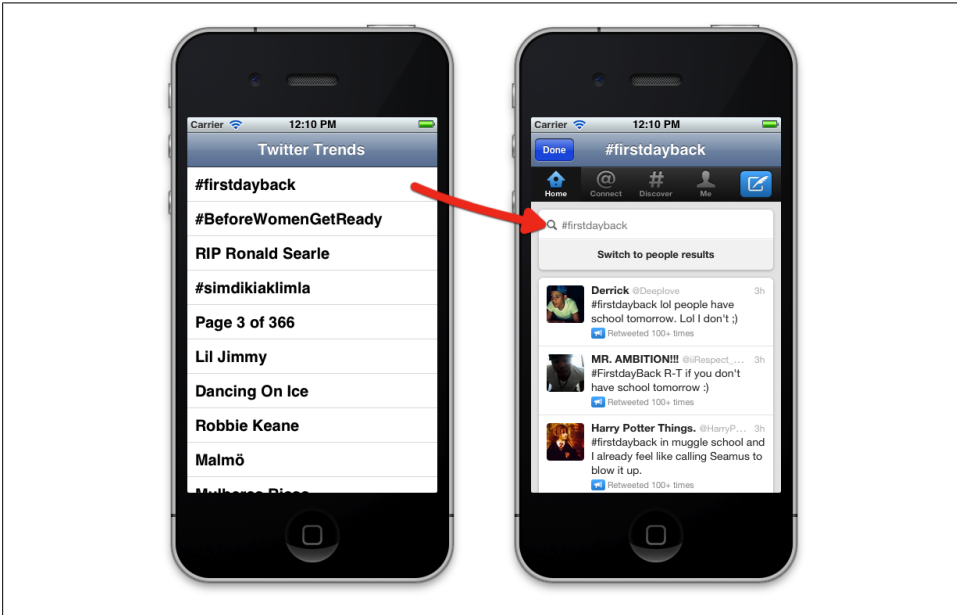 Carrier 12:10 PM
Twitter Trends
#firstdayback
#BeforeWomenGetReady
RIP Ronald Searle
#simdikiaklimla
Page 3 of 366
Lil Jimmy
Dancing On Ice
Robbie Keane
Malmö
Carrier 12:10 PM
Done #firstdayback
Home Connect Discover Me
#firstdayback
Switch to people results
Derrick @Deeplove 3h
#firstdayback lol people have
school tomorrow. Lol I don't ;)
Retweeted 100+ times
MR. AMBITION!!! @iiRespect_... 3h
#FirstdayBack R-T if you don't
have school tomorrow :)
Retweeted 100+ times
Harry Potter Things. @HarryP... 3h
#firstdayback in muggle school and
I already feel like calling Seamus to
blow it up.
Retweeted 100+ times